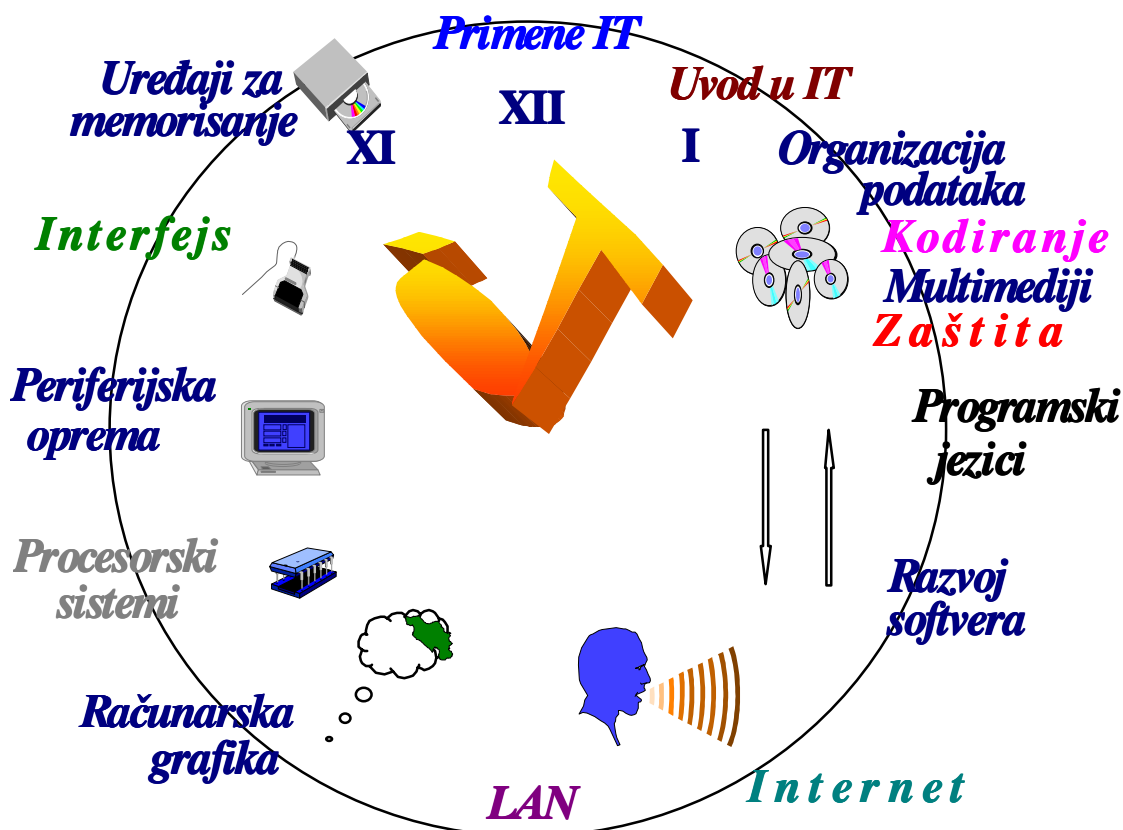 Primene IT
Uvod u IT
XII
I
XI
Organizacija
podataka
Kodiranje
Multimediji
Zaštita
Programski
jezici
Razvoj
softvera
Internet
LAN
Računarska
grafika
Procesorski
sistemi
Periferijska
oprema
Interfejs
Uređaji za
memorisanje